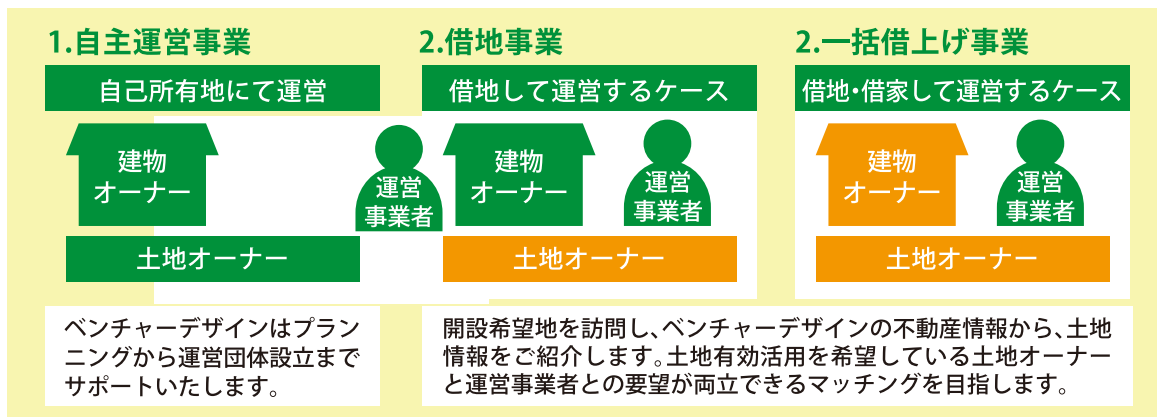 1.自主運営事業
自己所有地にて運営
建物
オーナー
運営
事業者
土地オーナー
ベンチャーデザインはプラン
ニングから運営団体設立まで
サポートいたします。
2.借地事業
借地して運営するケース
建物
オーナー
運営
事業者
土地オーナー
2.一括借上げ事業
借地・借家して運営するケース
建物
オーナー
運営
事業者
土地オーナー
開設希望地を訪問し、ベンチャーデザインの不動産情報から、土地
情報をご紹介します。土地有効活用を希望している土地オーナー
と運営事業者との要望が両立できるマッチングを目指します。